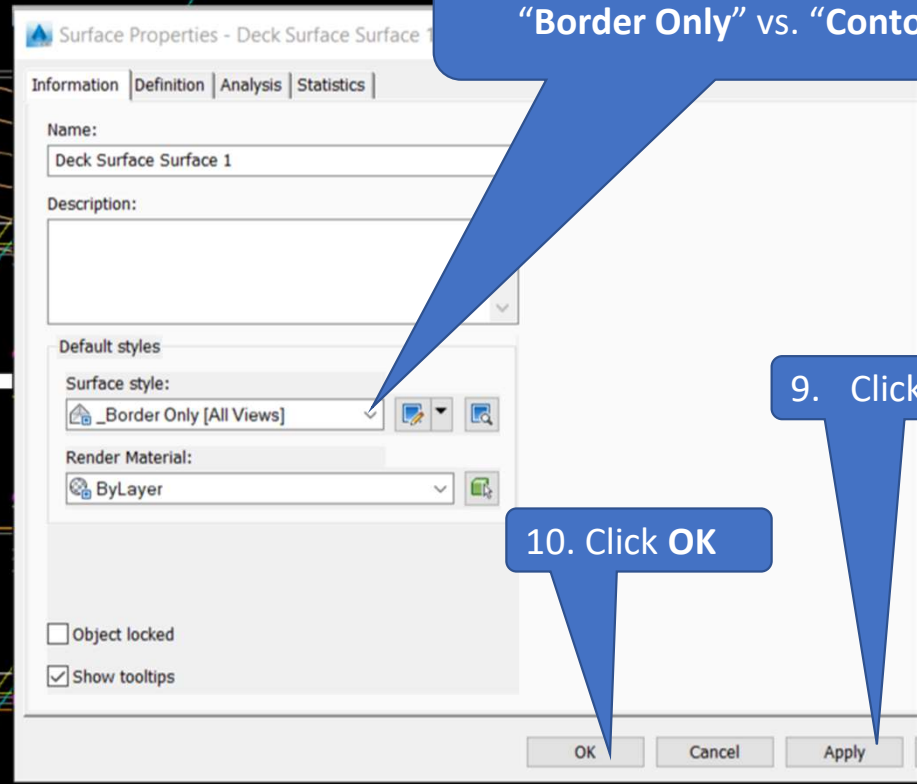 “Border Only” vs. “Conto
Surface Properties - Deck Surface Surface 1
Information Definition Analysis Statistics
Name:
Deck Surface Surface 1
Description:
Default styles
Surface style:
_Border Only [All Views]
9. Click
Render Material:
ByLayer
10. Click OK
Object locked
Show tooltips
OK Cancel Apply